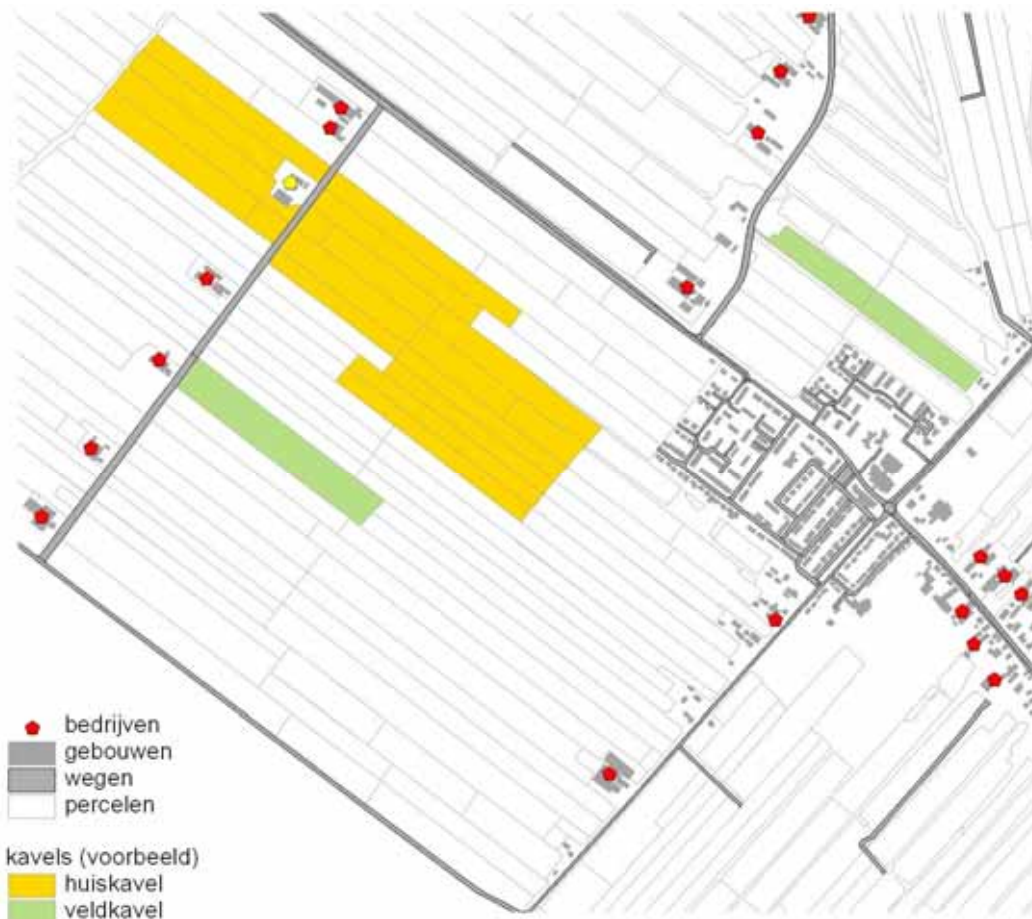 bedrijven
gebouwen
wegen
percelen
kavels (voorbeeld)
huiskavel
veldkavel